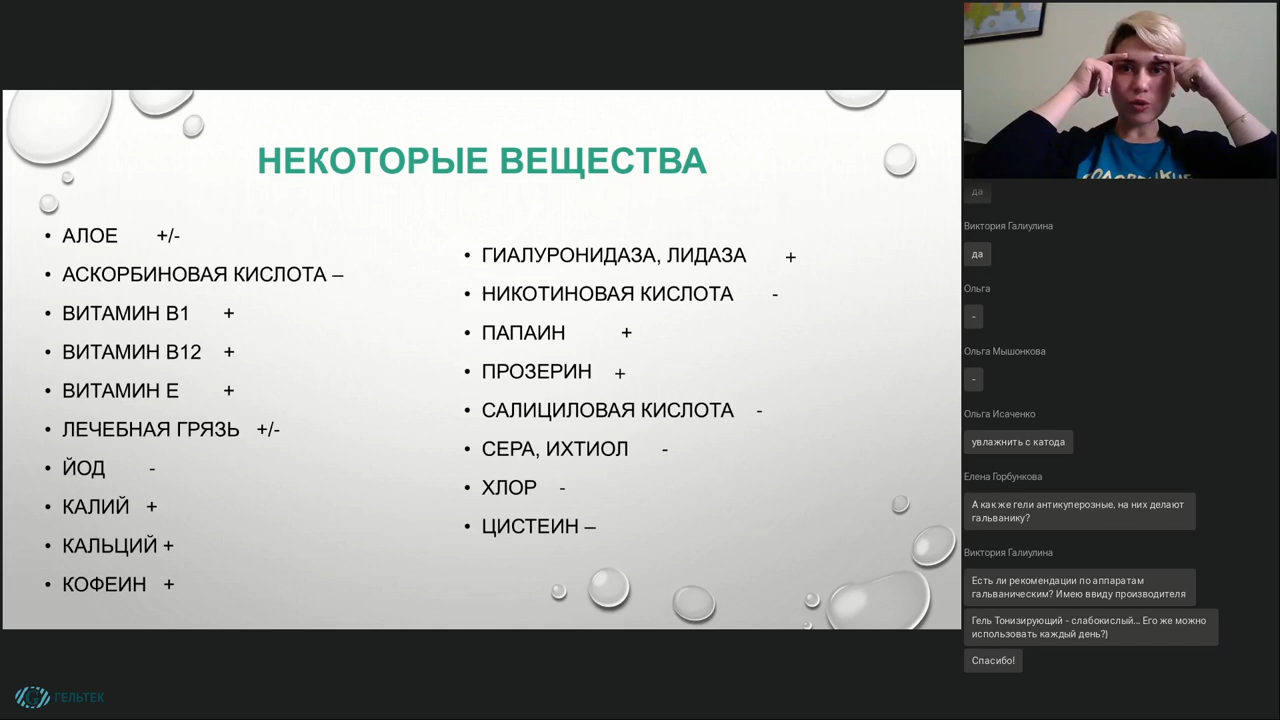 НЕКОТОРЫЕ ВЕЩЕСТВА
• АЛОЕ +/-
• АСКОРБИНОВАЯ КИСЛОТА –
• ВИТАМИН В1 +
• ВИТАМИН В12 +
• ВИТАМИН Е +
• ЛЕЧЕБНАЯ ГРЯЗЬ +/-
• ЙОД -
• КАЛИЙ +
• КАЛЬЦИЙ +
• КОФЕИН +
• ГИАЛУРОНИДАЗА, ЛИДАЗА +
• НИКОТИНОВАЯ КИСЛОТА -
• ПАПАИН +
• ПРОЗЕРИН +
• САЛИЦИЛОВАЯ КИСЛОТА -
• СЕРА, ИХТИОЛ -
• ХЛОР -
• ЦИСТЕИН –
да
Виктория Галиулина
да
Ольга
-
Ольга Мышонкова
-
Ольга Исаченко
увлажнить с катода
Елена Горбункова
А как же гели антикуперозные, на них делают
гальванику?
Виктория Галиулина
Есть ли рекомендации по аппаратам
гальваническим? Имею ввиду производителя
Гель Тонизирующий - слабокислый... Его же можно
использовать каждый день?)
Спасибо!
ГЕЛЬТЕК